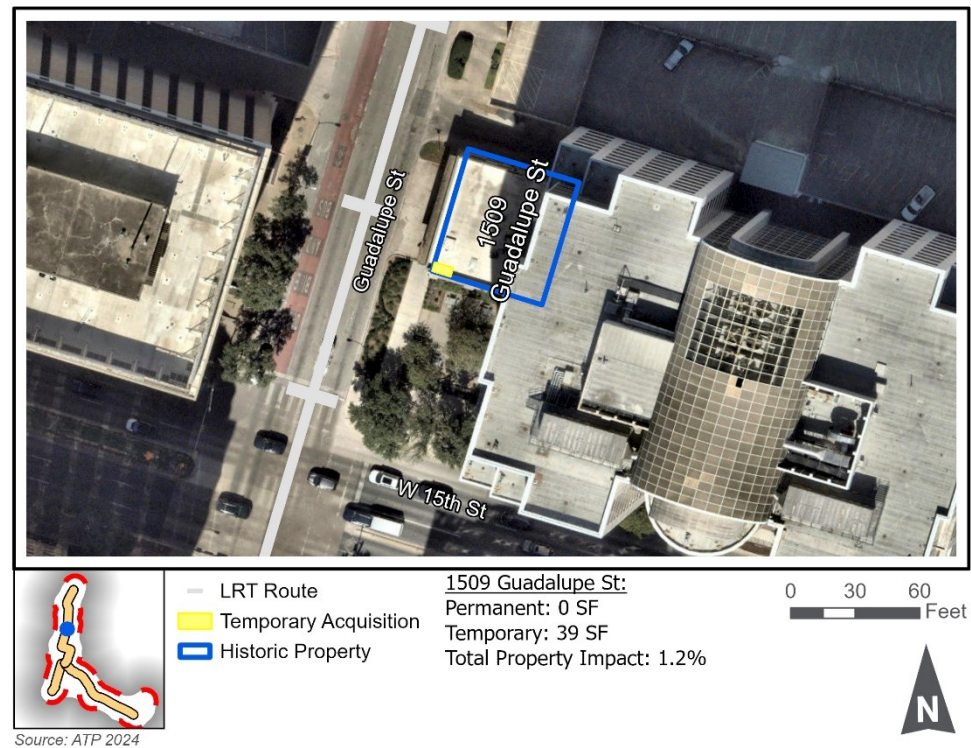 Guadalupe St
1509
Guadalupe St
W 15th St
LRT Route
Temporary Acquisition
Historic Property
1509 Guadalupe St:
Permanent: 0 SF
Temporary: 39 SF
Total Property Impact: 1.2%
0 30 60
Feet
N
Source: ATP 2024